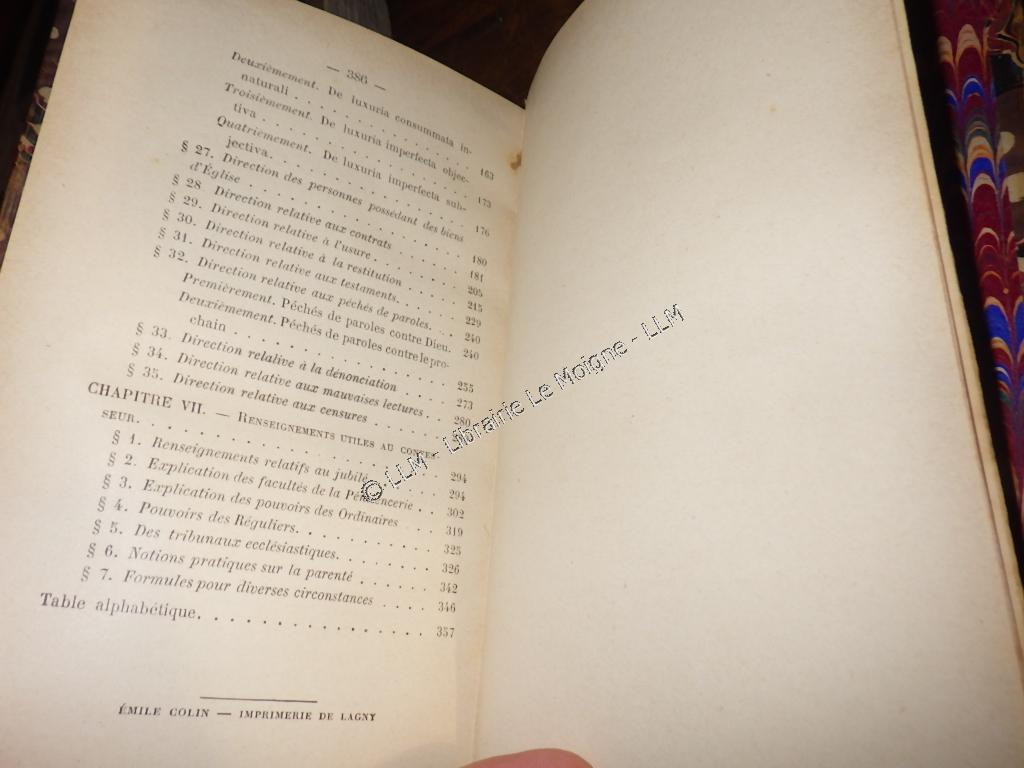 — 386 —
Deuxièmement. De luxuria consummata in-
naturali . . . . . . . . . . . . . . 163
Troisièmement. De luxuria imperfecta objec-
tiva . . . . . . . . . . . . . . . . 173
Quatrièmement. De luxuria imperfecta sub-
jectiva. . . . . . . . . . . . . . . 176
§ 27. Direction des personnes possédant des biens
d'Église . . . . . . . . . . . . . . 180
§ 28 Direction relative aux contrats . . . . . . 181
§ 29. Direction relative à l'usure . . . . . . . 205
§ 30. Direction relative à la restitution . . . . . 215
§ 31. Direction relative aux testaments. . . . . 229
§ 32. Direction relative aux péchés de paroles. . . 240
Premièrement. Péchés de paroles contre Dieu. 240
Deuxièmement. Péchés de paroles contre le pro-
chain . . . . . . . . . . . . . . . 255
§ 33. Direction relative à la dénonciation . . . . 273
§ 34. Direction relative aux mauvaises lectures . . 280
§ 35. Direction relative aux censures . . . . . .
CHAPITRE VII. — Renseignements utiles au confes-
seur. . . . . . . . . . . . . . . . 294
§ 1. Renseignements relatifs au jubilé . . . . . 294
§ 2. Explication des facultés de la Pénitencerie . . 302
§ 3. Explication des pouvoirs des Ordinaires . . 319
§ 4. Pouvoirs des Réguliers. . . . . . . . . 325
§ 5. Des tribunaux ecclésiastiques. . . . . . . 326
§ 6. Notions pratiques sur la parenté . . . . . 342
§ 7. Formules pour diverses circonstances . . . . 346
Table alphabétique. . . . . . . . . . . . . . . . 357
ÉMILE COLIN — IMPRIMERIE DE LAGNY
© LLM - Librairie Le Moigne - LLM